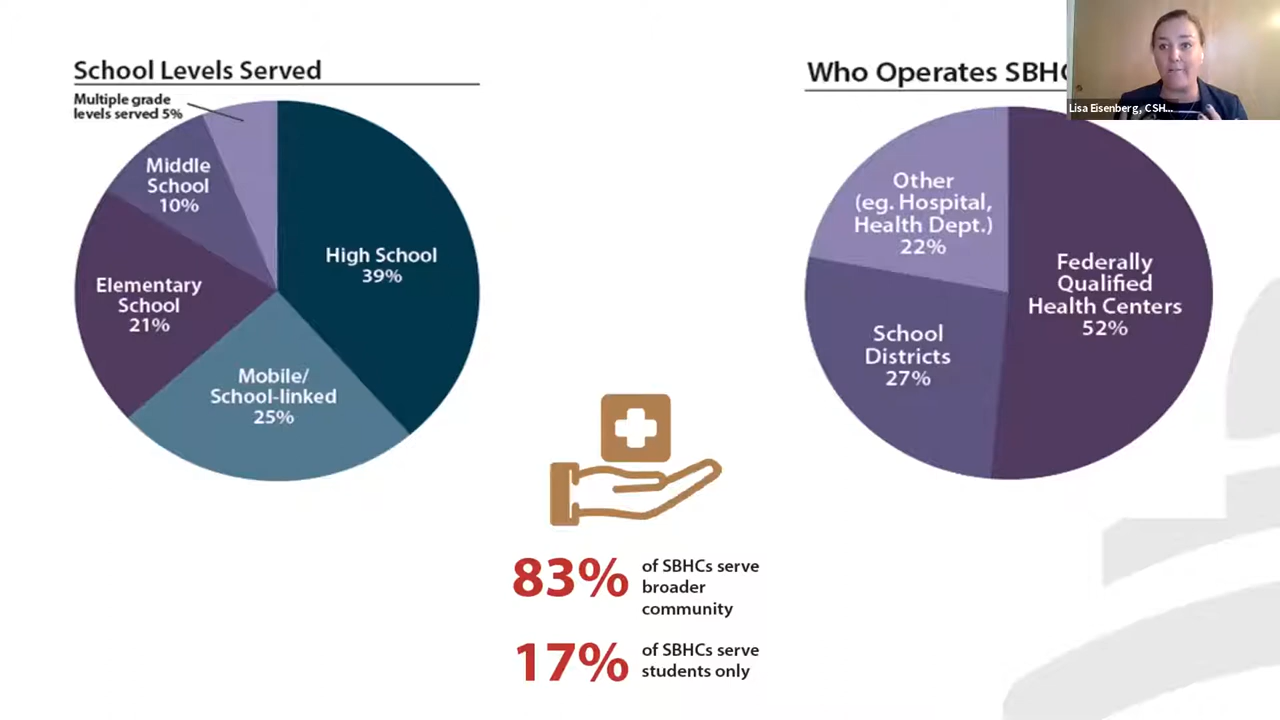 School Levels Served
Multiple grade
levels served 5%
Middle
School
10%
High School
39%
Elementary
School
21%
Mobile/
School-linked
25%
Who Operates SBHC
Lisa Eisenberg, CSH...
Other
(eg. Hospital,
Health Dept.)
22%
Federally
Qualified
Health Centers
52%
School
Districts
27%
83%
of SBHCs serve
broader
community
17%
of SBHCs serve
students only